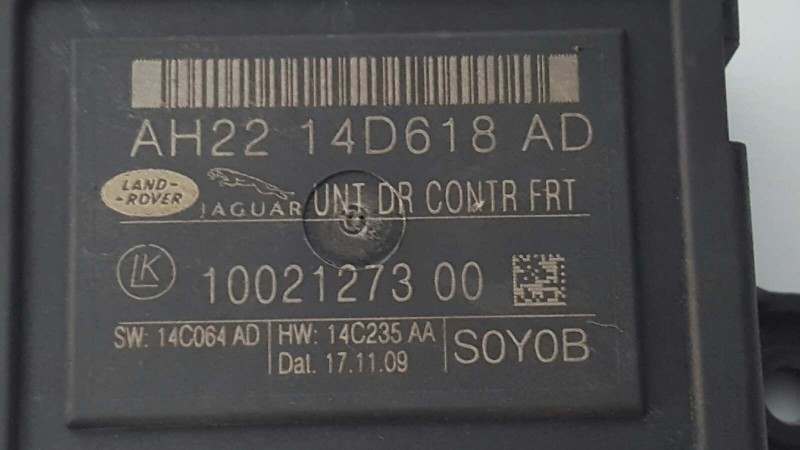 AH22 14D618 AD
LAND-
-ROVER
JAGUAR UNT DR CONTR FRT
LK
10021273 00
SW: 14C064 AD
HW: 14C235 AA
Dat. 17.11.09
SOYOB